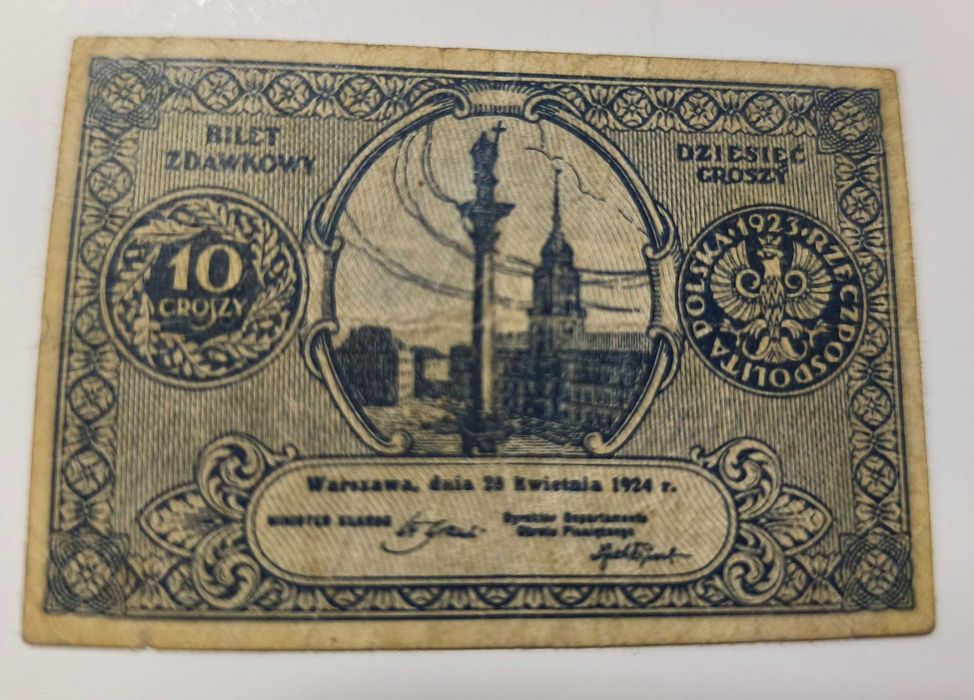 BILET
ZDAWKOWY
DZIESIĘĆ
GROSZY
10
GROSZY
RZECZPOSPOLITA POLSKA • 1923 •
Warszawa, dnia 28 Kwietnia 1924 r.
MINISTER SKARBU
Dyrektor Departamentu
Obrotu Pieniężnego